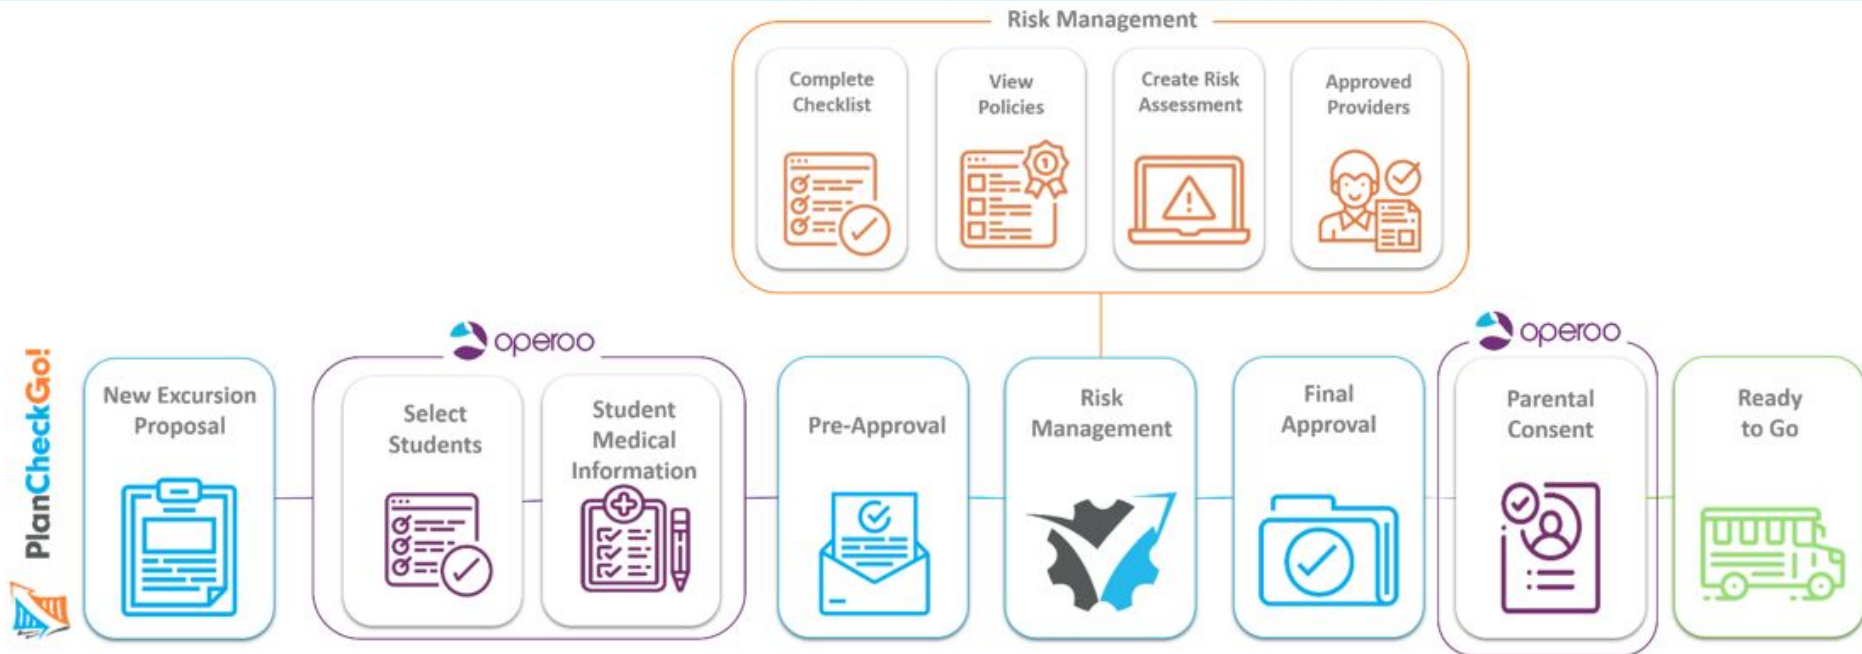 Risk Management
Complete
Checklist
View
Policies
Create Risk
Assessment
Approved
Providers
1
PlanCheckGo!
New Excursion
Proposal
operoo
Select
Students
Student
Medical
Information
Pre-Approval
Risk
Management
Final
Approval
operoo
Parental
Consent
Ready
to Go